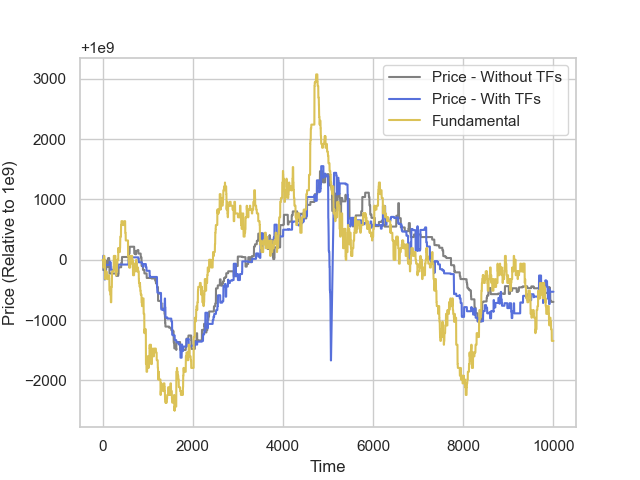 +1e9
3000
2000
1000
0
−1000
−2000
Price (Relative to 1e9)
Price - Without TFs
Price - With TFs
Fundamental
0
2000
4000
6000
8000
10000
Time